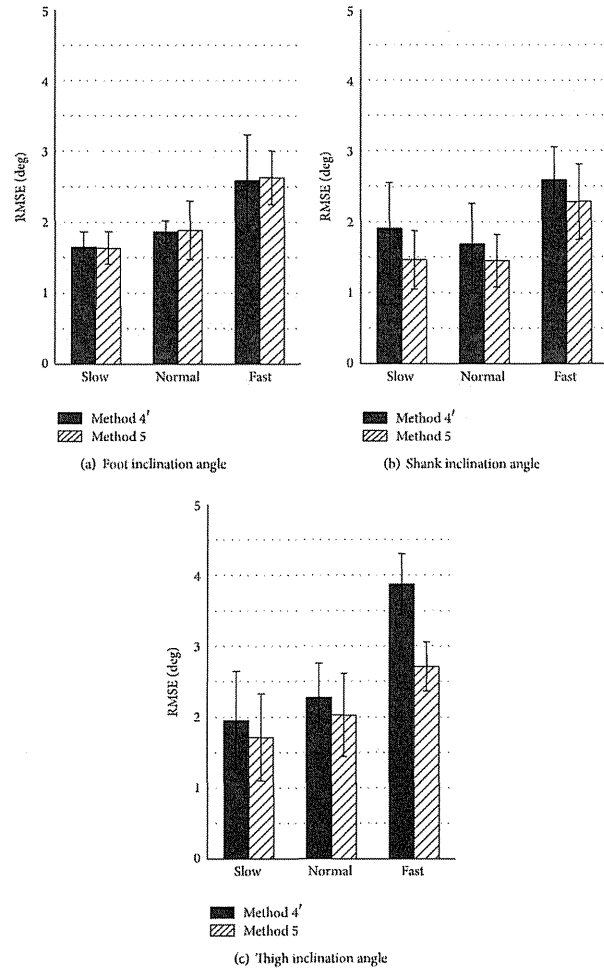 5
4
3
2
1
0
RMSE (deg)
Slow Normal Fast
Method 4′
Method 5
(a) Foot inclination angle
5
4
3
2
1
0
RMSE (deg)
Slow Normal Fast
Method 4′
Method 5
(b) Shank inclination angle
5
4
3
2
1
0
RMSE (deg)
Slow Normal Fast
Method 4′
Method 5
(c) Thigh inclination angle